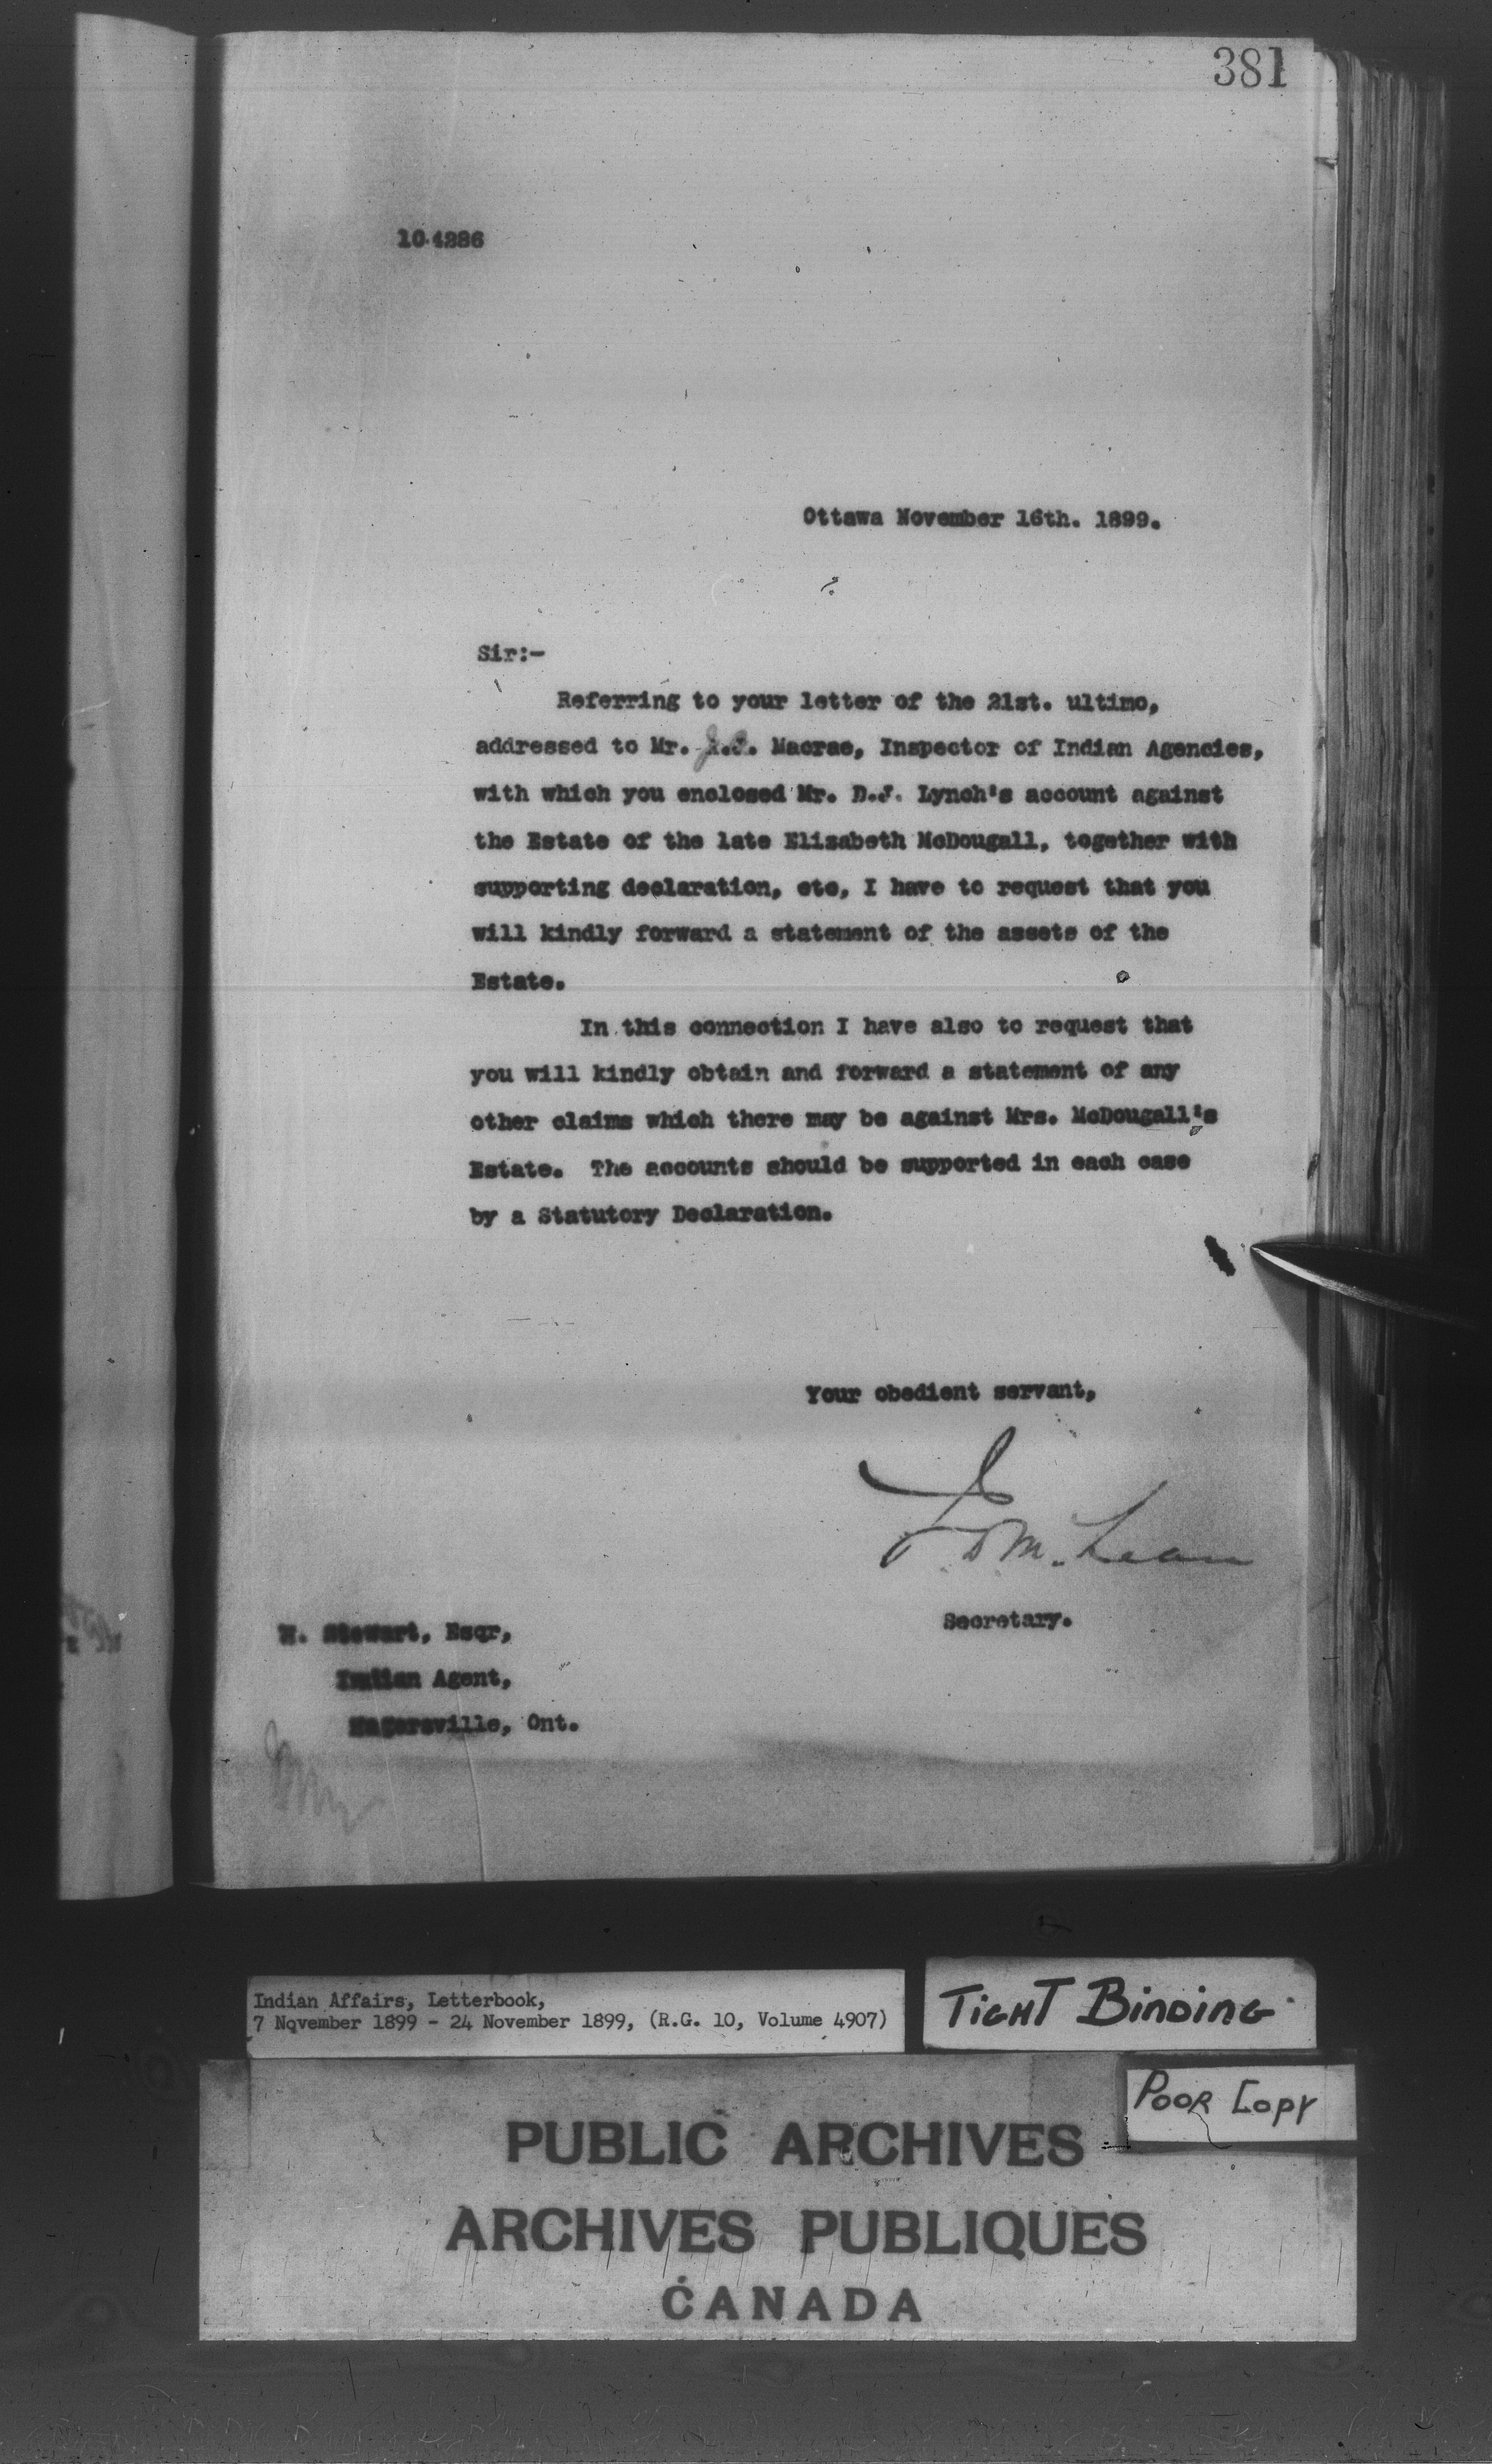 381
10.4286
Ottawa November 16th. 1899.
Sir:-
Referring to your letter of the 21st. ultimo,
addressed to Mr. J. Macrae, Inspector of Indian Agencies,
with which you enclosed Mr. D.J. Lynch's account against
the Estate of the late Elizabeth McDougall, together with
supporting declaration, etc, I have to request that you
will kindly forward a statement of the assets of the
Estate.
In this connection I have also to request that
you will kindly obtain and forward a statement of any
other claims which there may be against Mrs. McDougall's
Estate. The accounts should be supported in each case
by a Statutory Declaration.
Your obedient servant,
J D McLean
Secretary.
Stewart, Esqr,
Indian Agent,
Hagersville, Ont.
Indian Affairs, Letterbook,
7 November 1899 - 24 November 1899, (R.G. 10, Volume 4907)
TIGHT BINDING
POOR COPY
PUBLIC ARCHIVES
ARCHIVES PUBLIQUES
CANADA